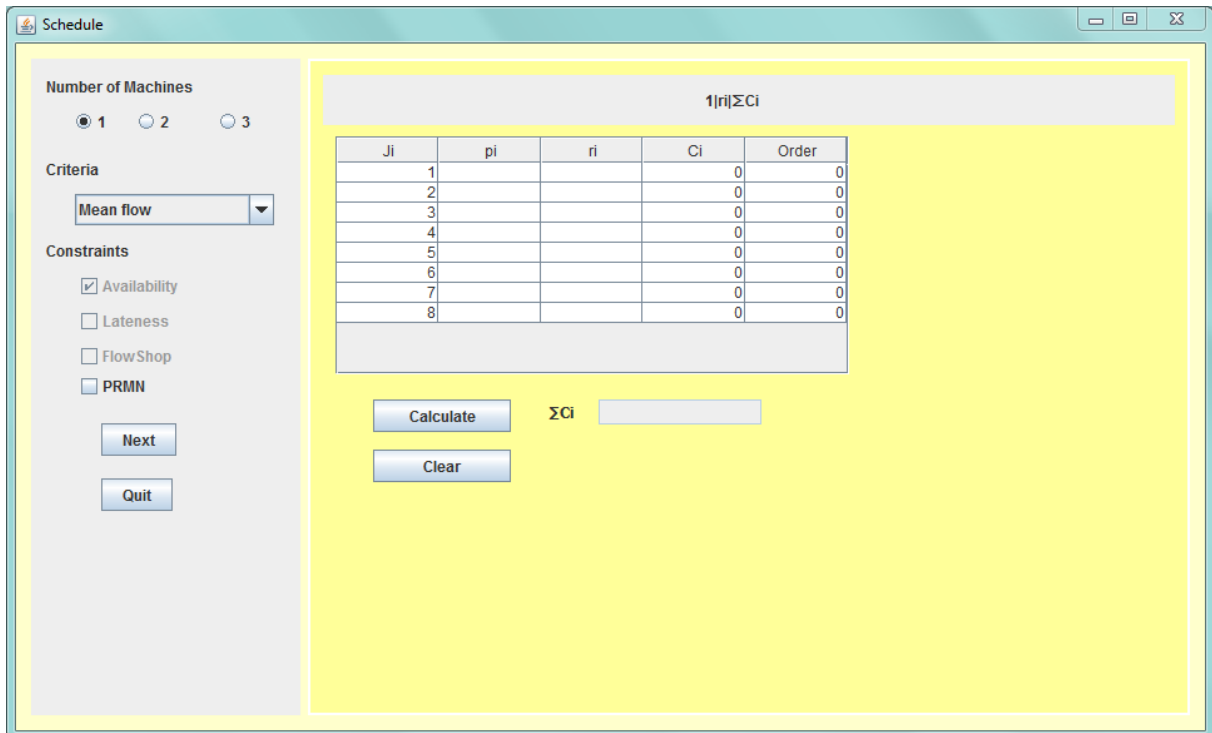 Schedule
Number of Machines
1 2 3
Criteria
Mean flow
Constraints
Availability
Lateness
FlowShop
PRMN
Next
Quit
1|ri|ΣCi
Ji pi ri Ci Order
1 0 0
2 0 0
3 0 0
4 0 0
5 0 0
6 0 0
7 0 0
8 0 0
Calculate ΣCi
Clear